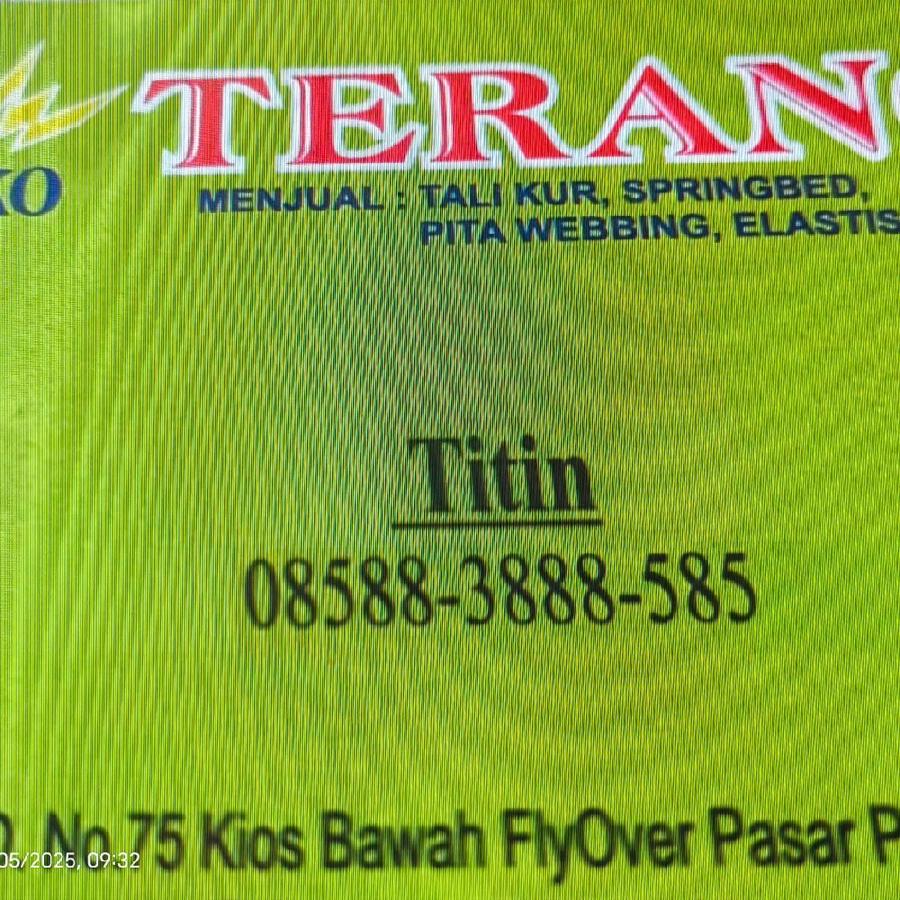 TERANG
KO
MENJUAL : TALI KUR, SPRINGBED,
PITA WEBBING, ELASTIS
Titin
08588-3888-585
No.75 Kios Bawah FlyOver Pasar P
05/2025, 09:32